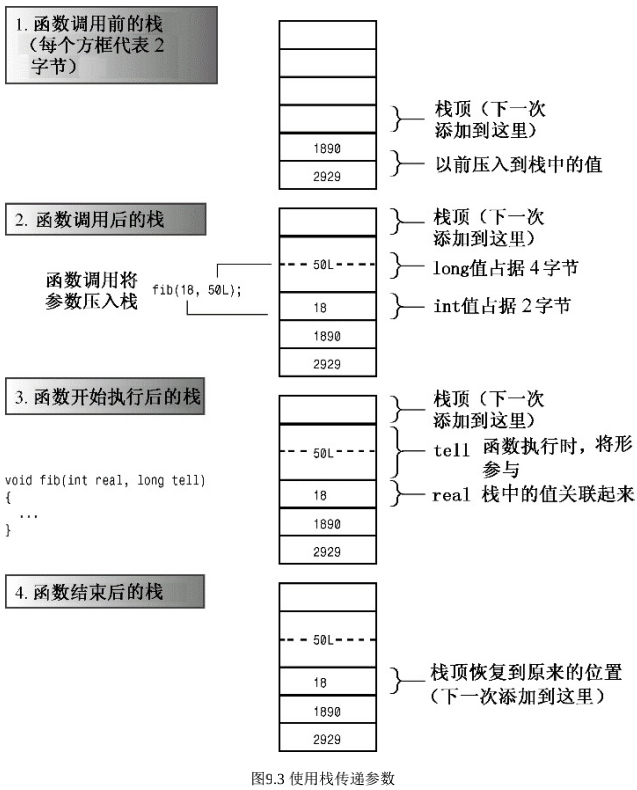 1. 函数调用前的栈
（每个方框代表 2
字节）
栈顶（下一次
添加到这里）
1890
以前压入到栈中的值
2929
2. 函数调用后的栈
栈顶（下一次
添加到这里）
50L
long值占据 4 字节
函数调用将
参数压入栈
fib(18, 50L);
18
int值占据 2 字节
1890
2929
3. 函数开始执行后的栈
栈顶（下一次
添加到这里）
50L
tell 函数执行时，将形
参与
void fib(int real, long tell)
{
...
}
18
real 栈中的值关联起来
1890
2929
4. 函数结束后的栈
50L
18
栈顶恢复到原来的位置
（下一次添加到这里）
1890
2929
图9.3 使用栈传递参数